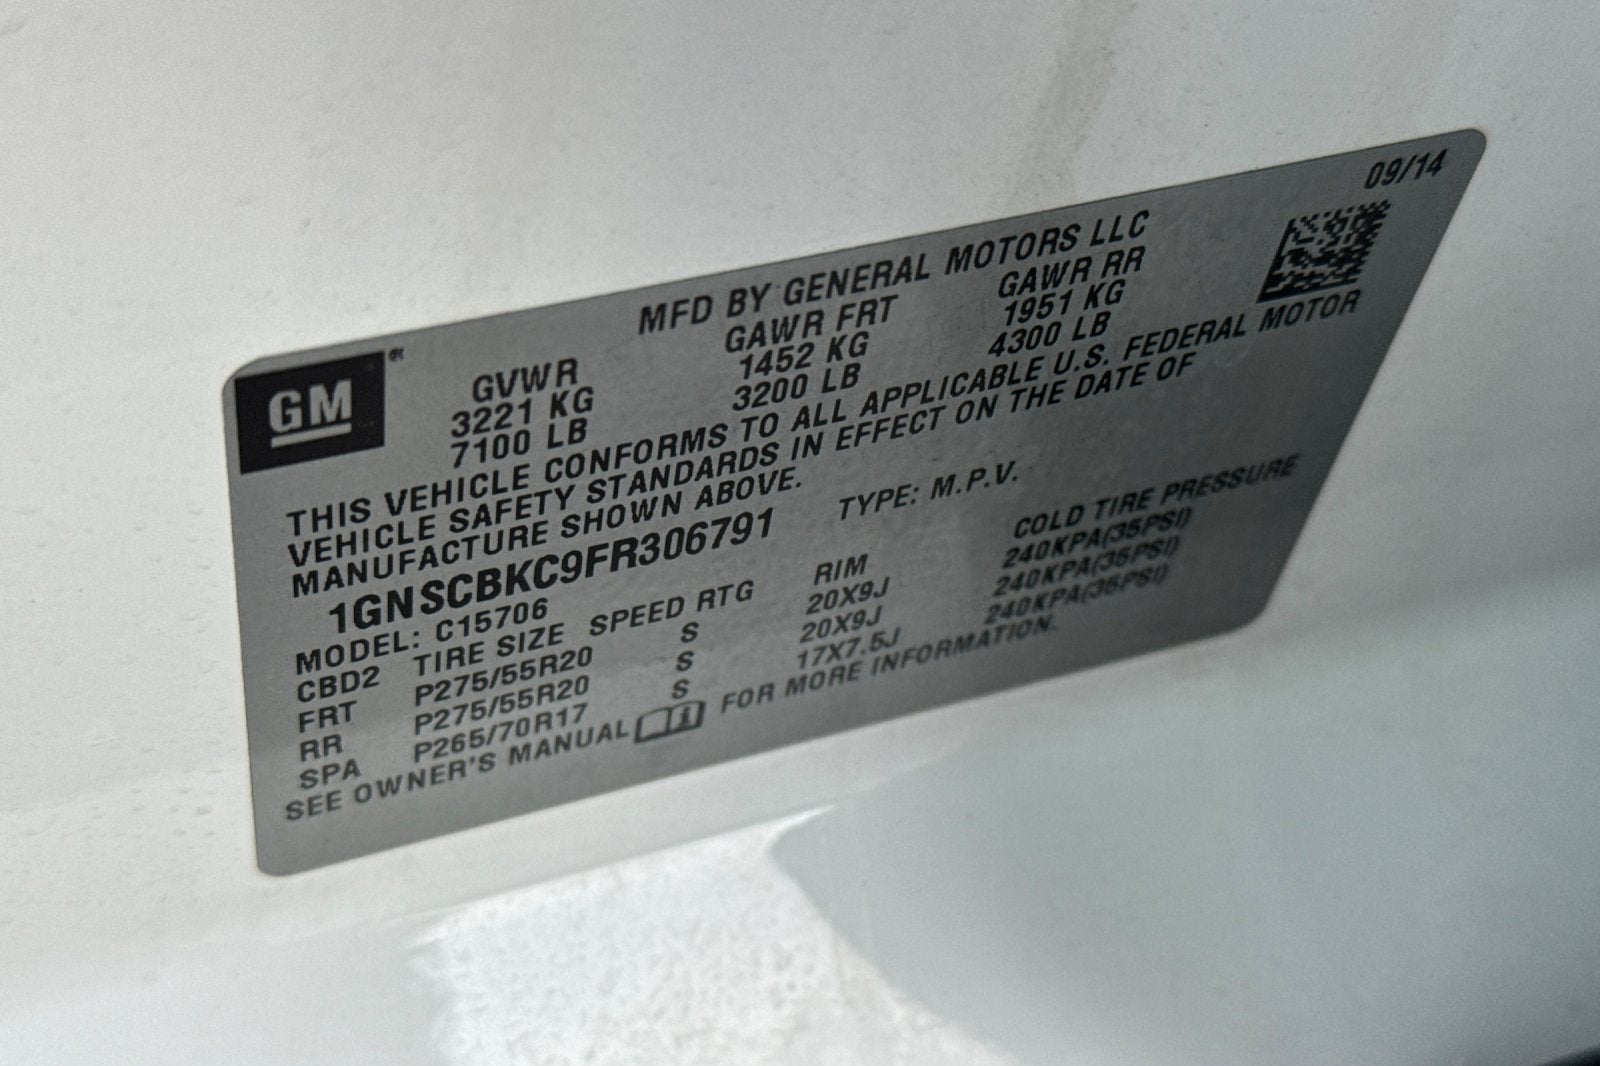 09/14
MFD BY GENERAL MOTORS LLC
GM®
GVWR GAWR FRT GAWR RR
3221 KG 1452 KG 1951 KG
7100 LB 3200 LB 4300 LB
THIS VEHICLE CONFORMS TO ALL APPLICABLE U.S. FEDERAL MOTOR
VEHICLE SAFETY STANDARDS IN EFFECT ON THE DATE OF
MANUFACTURE SHOWN ABOVE.
1GNSCBKC9FR306791 TYPE: M.P.V.
MODEL: C15706
CBD2 TIRE SIZE SPEED RTG RIM COLD TIRE PRESSURE
FRT P275/55R20 S 20X9J 240KPA(35PSI)
RR P275/55R20 S 20X9J 240KPA(35PSI)
SPA P265/70R17 S 17X7.5J 240KPA(35PSI)
SEE OWNER'S MANUAL FOR MORE INFORMATION.